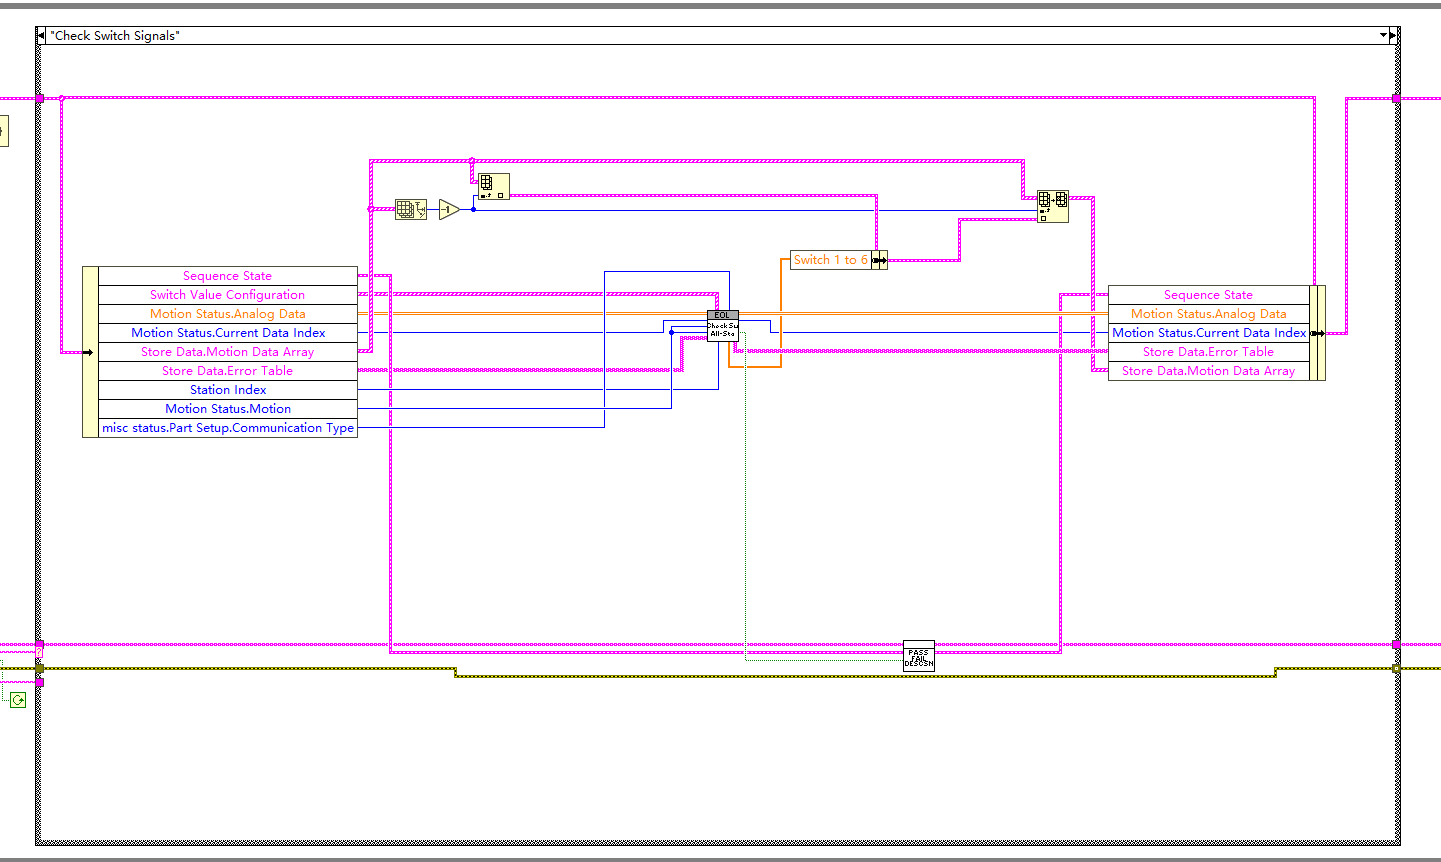 "Check Switch Signals"
-1
Switch 1 to 6
Sequence State
Switch Value Configuration
Motion Status.Analog Data
Motion Status.Current Data Index
Store Data.Motion Data Array
Store Data.Error Table
Station Index
Motion Status.Motion
misc status.Part Setup.Communication Type
EOL
Check Sw
All-Sta
Sequence State
Motion Status.Analog Data
Motion Status.Current Data Index
Store Data.Error Table
Store Data.Motion Data Array
?
PASS
FAIL
DESCSN